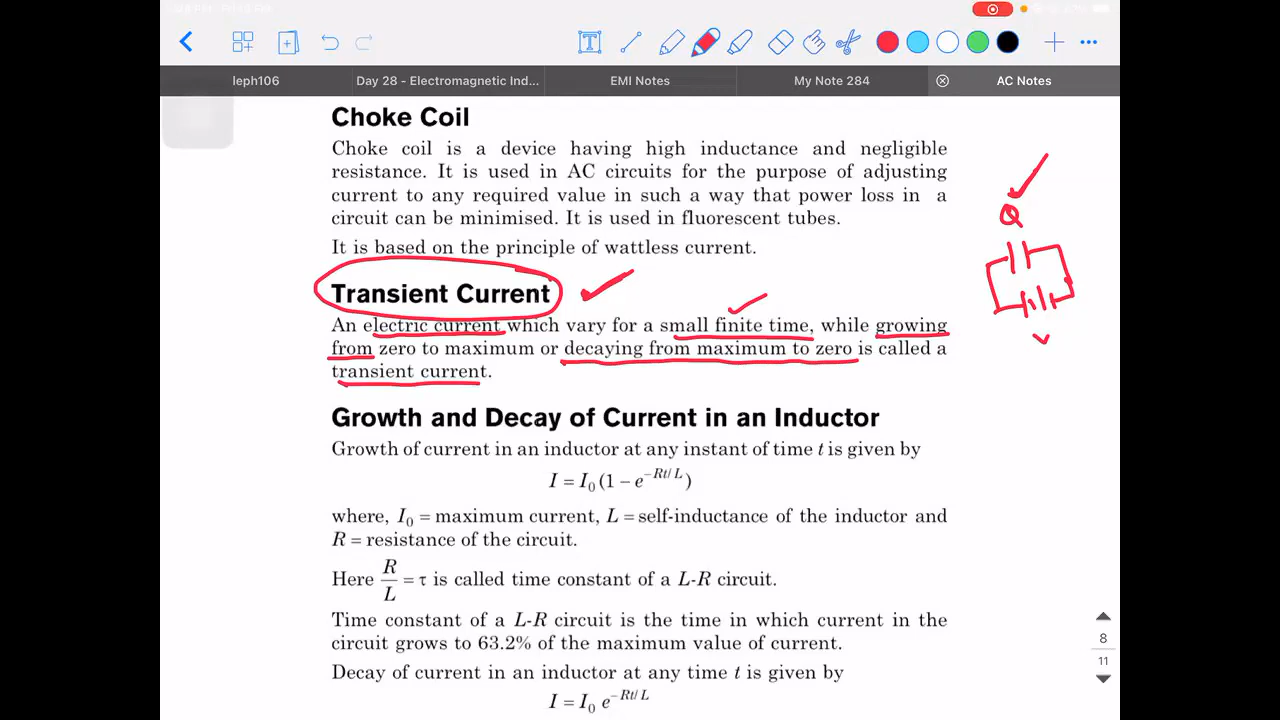 T
leph106
Day 28 - Electromagnetic Ind...
EMI Notes
My Note 284
AC Notes
Choke Coil
Choke coil is a device having high inductance and negligible
resistance. It is used in AC circuits for the purpose of adjusting
current to any required value in such a way that power loss in a
circuit can be minimised. It is used in fluorescent tubes.
It is based on the principle of wattless current.
Transient Current
An electric current which vary for a small finite time, while growing
from zero to maximum or decaying from maximum to zero is called a
transient current.
Growth and Decay of Current in an Inductor
Growth of current in an inductor at any instant of time t is given by
I = I₀ (1 − e^{−Rt/L})
where, I₀ = maximum current, L = self-inductance of the inductor and
R = resistance of the circuit.
Here R/L = τ is called time constant of a L-R circuit.
Time constant of a L-R circuit is the time in which current in the
circuit grows to 63.2% of the maximum value of current.
Decay of current in an inductor at any time t is given by
I = I₀ e^{−Rt/L}
8
11